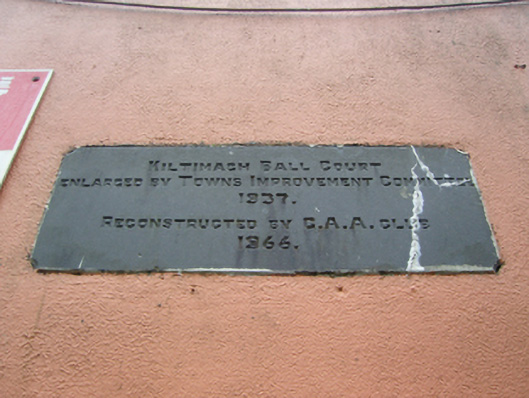 KILTIMAGH BALL COURT
ENLARGED BY TOWNS IMPROVEMENT COMMITTEE
1937.
RECONSTRUCTED BY G.A.A. CLUB
1966.